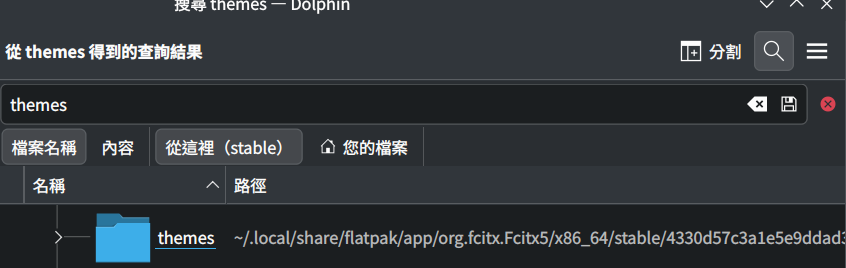 搜尋 themes — Dolphin
從 themes 得到的查詢結果
分割
themes
檔案名稱 內容 從這裡（stable） 您的檔案
名稱 路徑
themes ~/.local/share/flatpak/app/org.fcitx.Fcitx5/x86_64/stable/4330d57c3a1e5e9ddad3